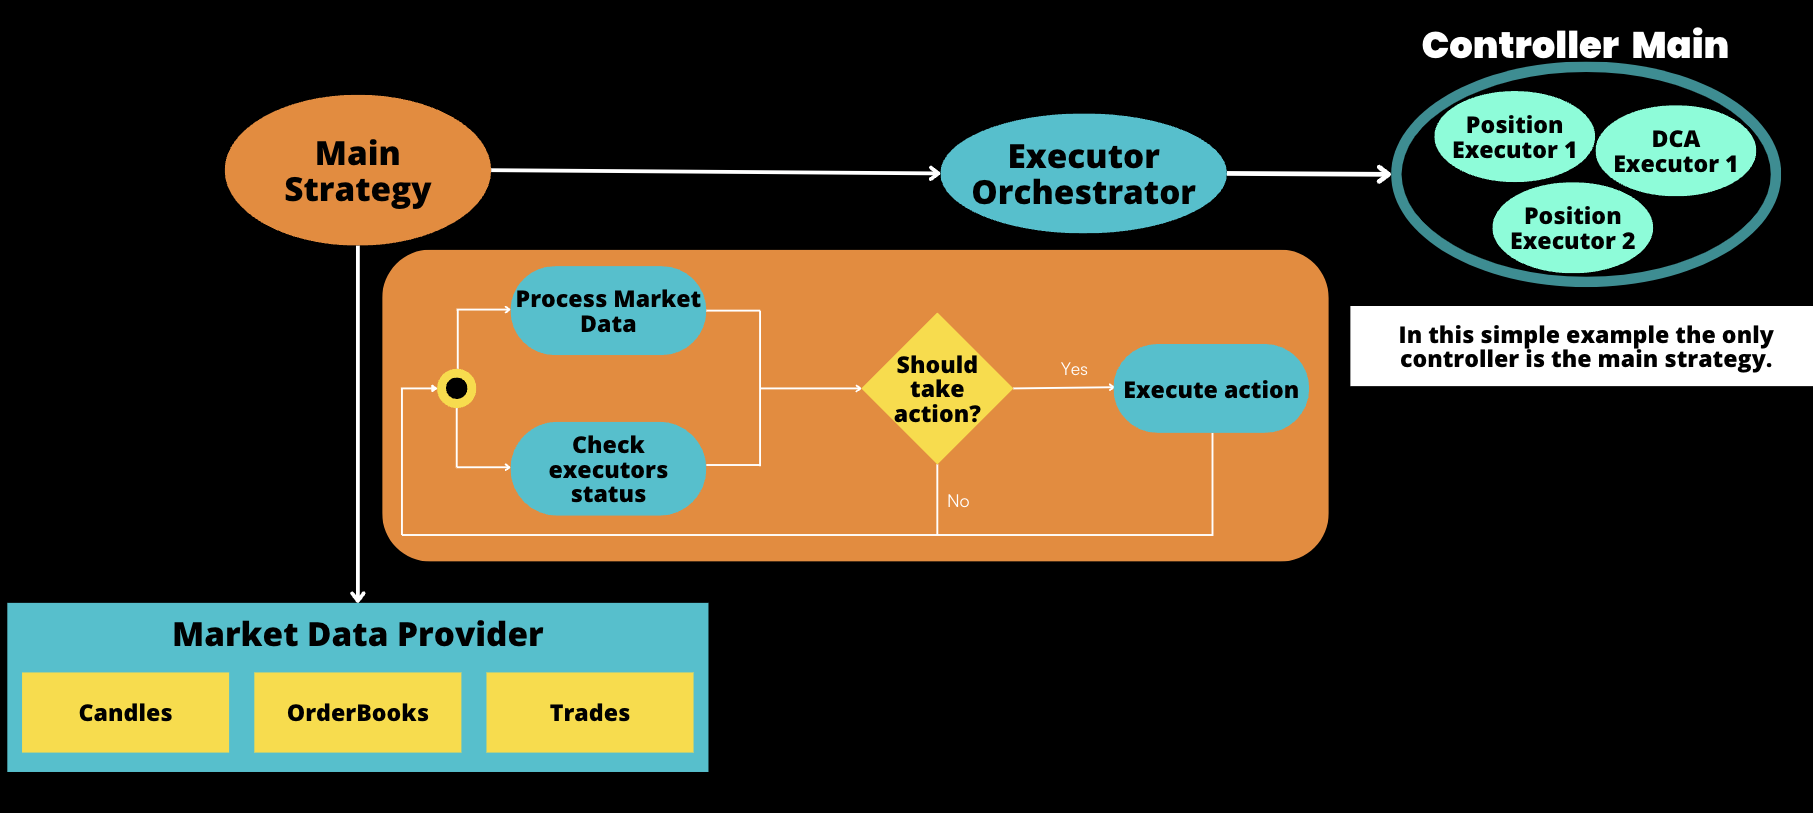 Controller Main
Main
Strategy
Executor
Orchestrator
Position
Executor 1
DCA
Executor 1
Position
Executor 2
In this simple example the only
controller is the main strategy.
Process Market
Data
Check
executors
status
Should
take
action?
Yes
No
Execute action
Market Data Provider
Candles
OrderBooks
Trades